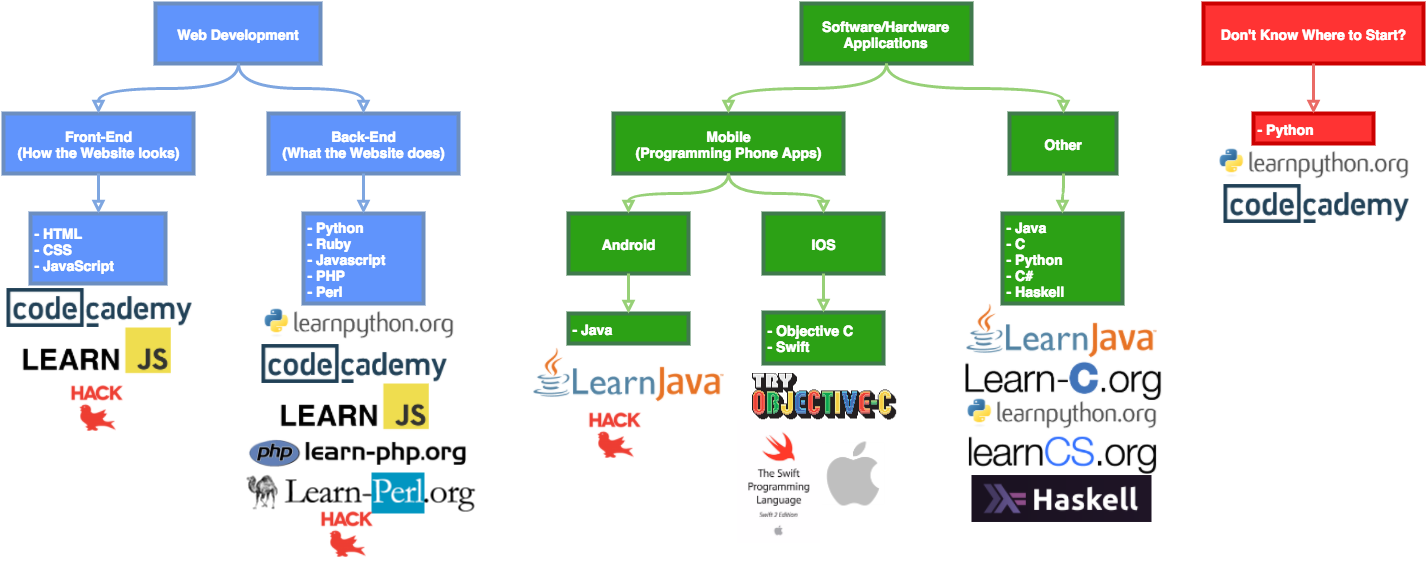 Web Development
Front-End
(How the Website looks)
- HTML
- CSS
- JavaScript
codecademy
LEARN JS
HACK
Back-End
(What the Website does)
- Python
- Ruby
- Javascript
- PHP
- Perl
learnpython.org
codecademy
LEARN JS
php learn-php.org
Learn-Perl.org
HACK
Software/Hardware
Applications
Mobile
(Programming Phone Apps)
Android
- Java
LearnJava
HACK
IOS
- Objective C
- Swift
TRY
OBJECTIVE-C
The Swift
Programming
Language
Swift 2 Edition
Other
- Java
- C
- Python
- C#
- Haskell
LearnJava
Learn-C.org
learnpython.org
learnCS.org
Haskell
Don't Know Where to Start?
- Python
learnpython.org
codecademy